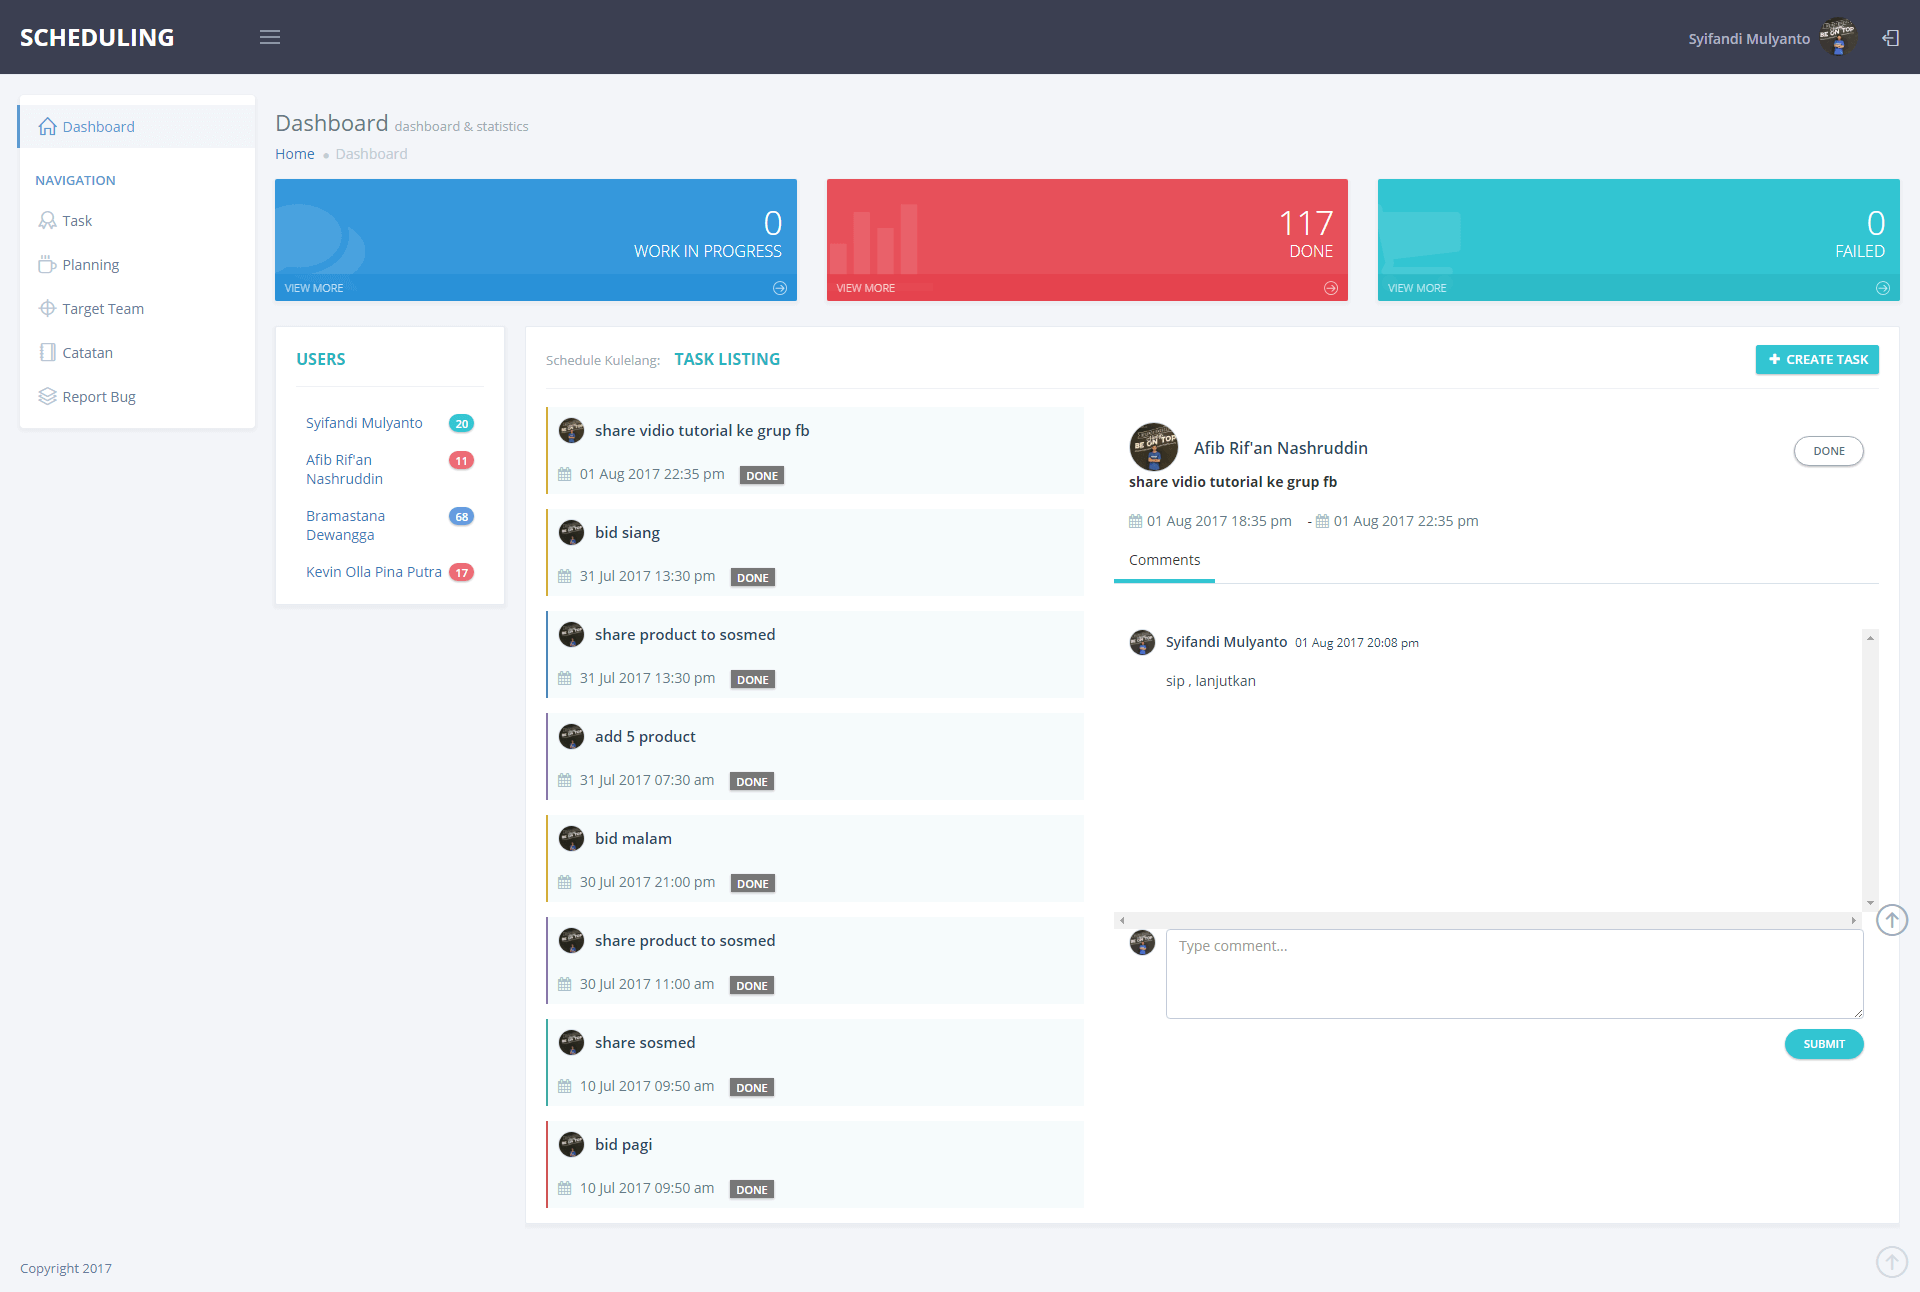 SCHEDULING
Syifandi Mulyanto
Dashboard
NAVIGATION
Task
Planning
Target Team
Catatan
Report Bug
Dashboard dashboard & statistics
Home Dashboard
0
WORK IN PROGRESS
VIEW MORE
117
DONE
VIEW MORE
0
FAILED
VIEW MORE
USERS
Syifandi Mulyanto 20
Afib Rif'an Nashruddin 11
Bramastana Dewangga 68
Kevin Olla Pina Putra 17
Schedule Kulelang: TASK LISTING
CREATE TASK
share vidio tutorial ke grup fb
01 Aug 2017 22:35 pm DONE
bid siang
31 Jul 2017 13:30 pm DONE
share product to sosmed
31 Jul 2017 13:30 pm DONE
add 5 product
31 Jul 2017 07:30 am DONE
bid malam
30 Jul 2017 21:00 pm DONE
share product to sosmed
30 Jul 2017 11:00 am DONE
share sosmed
10 Jul 2017 09:50 am DONE
bid pagi
10 Jul 2017 09:50 am DONE
BE ON TOP
Afib Rif'an Nashruddin
DONE
share vidio tutorial ke grup fb
01 Aug 2017 18:35 pm - 01 Aug 2017 22:35 pm
Comments
Syifandi Mulyanto 01 Aug 2017 20:08 pm
sip , lanjutkan
Type comment...
SUBMIT
Copyright 2017